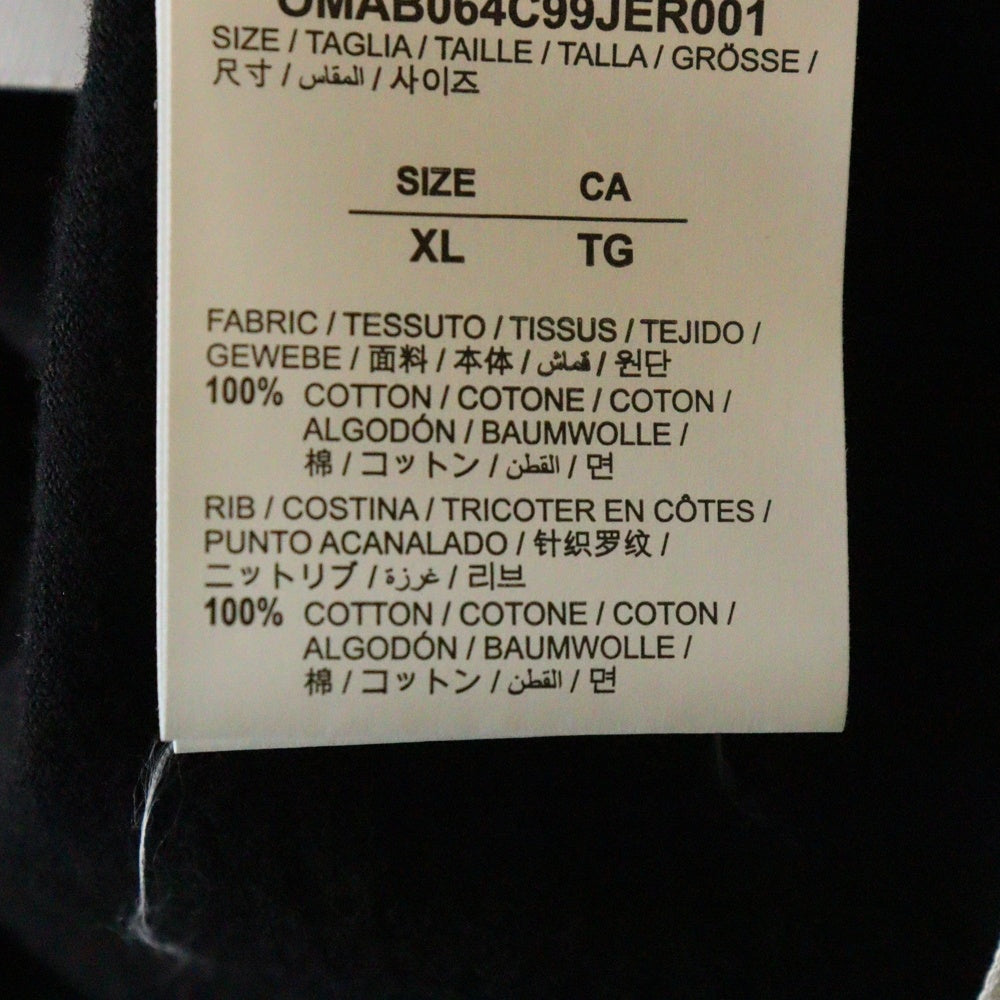 OMAB064C99JER001
SIZE / TAGLIA / TAILLE / TALLA / GRÖSSE /
尺寸 / المقاس / 사이즈
SIZE CA
XL TG
FABRIC / TESSUTO / TISSUS / TEJIDO /
GEWEBE / 面料 / 本体 / قماش / 원단
100% COTTON / COTONE / COTON /
ALGODÓN / BAUMWOLLE /
棉 / コットン / القطن / 면
RIB / COSTINA / TRICOTER EN CÔTES /
PUNTO ACANALADO / 针织罗纹 /
ニットリブ / غرزة / 리브
100% COTTON / COTONE / COTON /
ALGODÓN / BAUMWOLLE /
棉 / コットン / القطن / 면